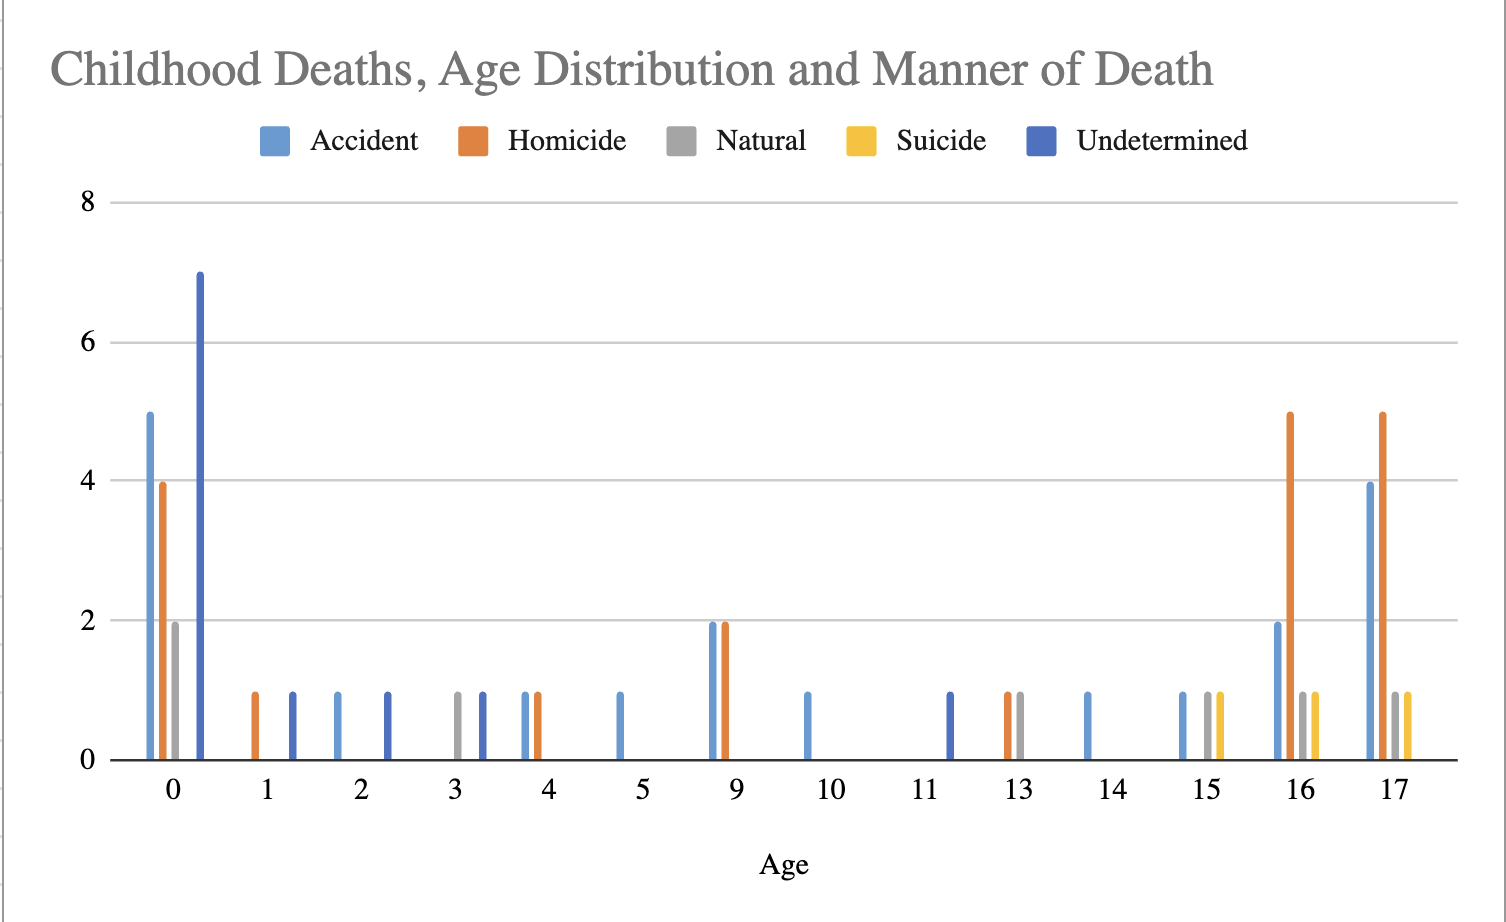 Childhood Deaths, Age Distribution and Manner of Death
Accident Homicide Natural Suicide Undetermined
8
6
4
2
0
0 1 2 3 4 5 9 10 11 13 14 15 16 17
Age